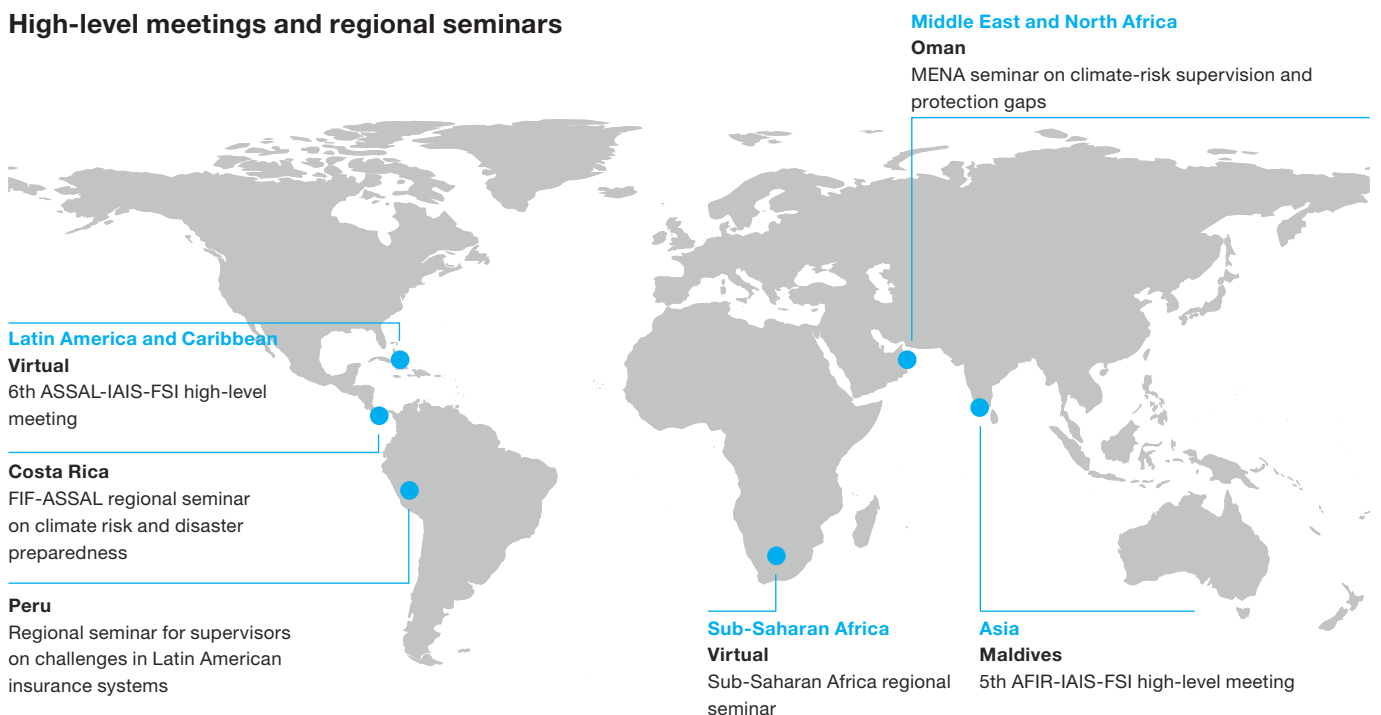 High-level meetings and regional seminars
Middle East and North Africa
Oman
MENA seminar on climate-risk supervision and
protection gaps
Latin America and Caribbean
Virtual
6th ASSAL-IAIS-FSI high-level
meeting
Costa Rica
FIF-ASSAL regional seminar
on climate risk and disaster
preparedness
Peru
Regional seminar for supervisors
on challenges in Latin American
insurance systems
Sub-Saharan Africa
Virtual
Sub-Saharan Africa regional
seminar
Asia
Maldives
5th AFIR-IAIS-FSI high-level meeting